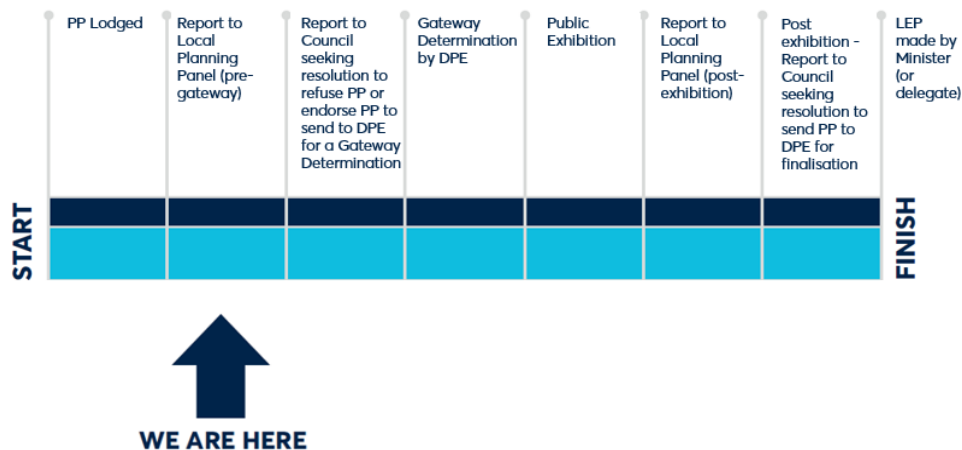 PP Lodged
Report to
Local
Planning
Panel (pre-
gateway)
Report to
Council
seeking
resolution to
refuse PP or
endorse PP to
send to DPE
for a Gateway
Determination
Gateway
Determination
by DPE
Public
Exhibition
Report to
Local
Planning
Panel (post-
exhibition)
Post
exhibition -
Report to
Council
seeking
resolution to
send PP to
DPE for
finalisation
LEP
made by
Minister
(or
delegate)
START
FINISH
WE ARE HERE